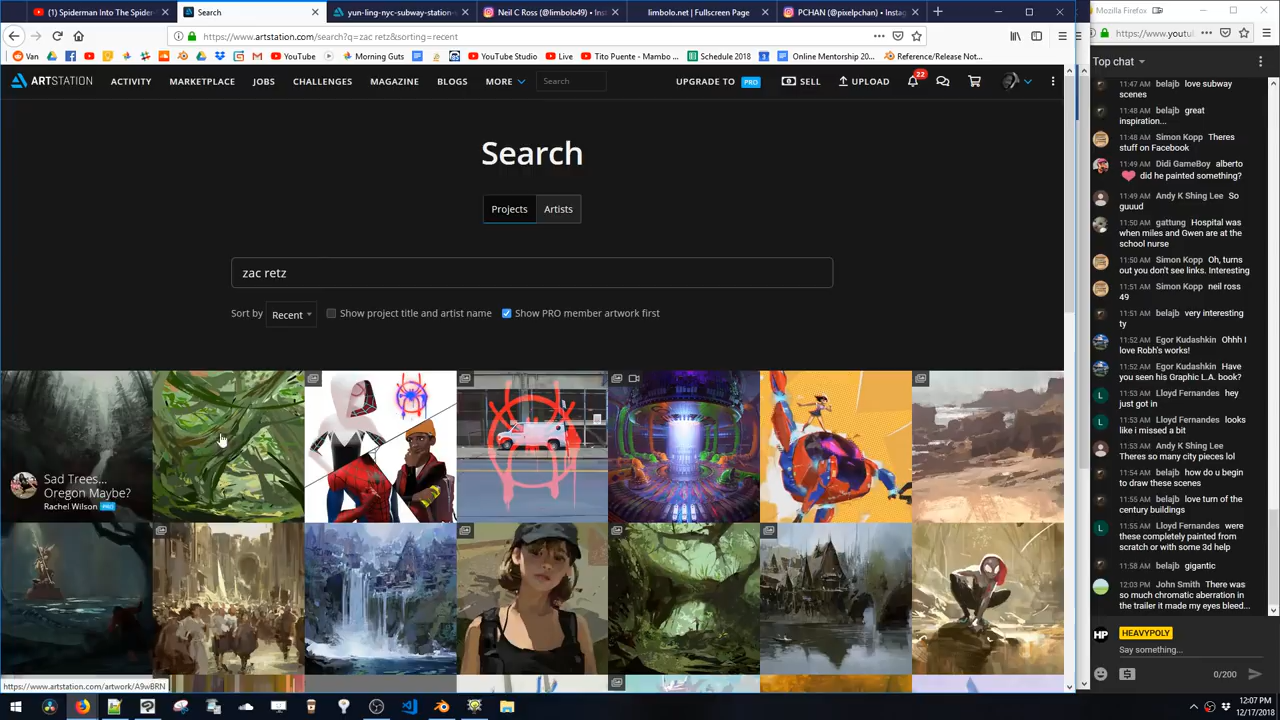 (1) Spiderman Into The Spider-
Search
yun-ling-nyc-subway-station-
Neil C Ross (@limbolo49) • Inst
limbolo.net | Fullscreen Page
PCHAN (@pixelpchan) • Instag
Mozilla Firefox
https://www.artstation.com/search?q=zac retz&sorting=recent
https://www.youtu
Reddit
Van
YouTube
Morning Guts
YouTube Studio
Live
Tito Puente - Mambo ...
Schedule 2018
Online Mentorship 20...
Reference/Release Not...
Top chat
ARTSTATION
ACTIVITY
MARKETPLACE
JOBS
CHALLENGES
MAGAZINE
BLOGS
MORE
Search
UPGRADE TO PRO
SELL
UPLOAD
22
Search
Projects
Artists
zac retz
Sort by
Recent
Show project title and artist name
Show PRO member artwork first
Sad Trees...
Oregon Maybe?
Rachel Wilson PRO
https://www.artstation.com/artwork/A9wBRN
11:47 AM belajb love subway
scenes
11:48 AM belajb great
inspiration...
11:48 AM Simon Kopp Theres
stuff on Facebook
11:49 AM Didi GameBoy alberto
did he painted something?
11:49 AM Andy K Shing Lee So
guuud
11:50 AM gattung Hospital was
when miles and Gwen are at the
school nurse
11:50 AM Simon Kopp Oh, turns
out you don't see links. Interesting
11:51 AM Simon Kopp neil ross
49
11:51 AM belajb very interesting
ty
11:52 AM Egor Kudashkin Ohhh I
love Robh's works!
11:52 AM Egor Kudashkin Have
you seen his Graphic L.A. book?
L
11:53 AM Lloyd Fernandes hey
just got in
L
11:53 AM Lloyd Fernandes looks
like i missed a bit
11:53 AM Andy K Shing Lee
Theres so many city pieces lol
11:54 AM belajb how do u begin
to draw these scenes
11:55 AM belajb love turn of the
century buildings
L
11:55 AM Lloyd Fernandes were
these completely painted from
scratch or with some 3d help
11:58 AM belajb gigantic
12:03 PM John Smith There was
so much chromatic aberration in
the trailer it made my eyes bleed...
HP
HEAVYPOLY
Say something...
0/200
12:07 PM
12/17/2018